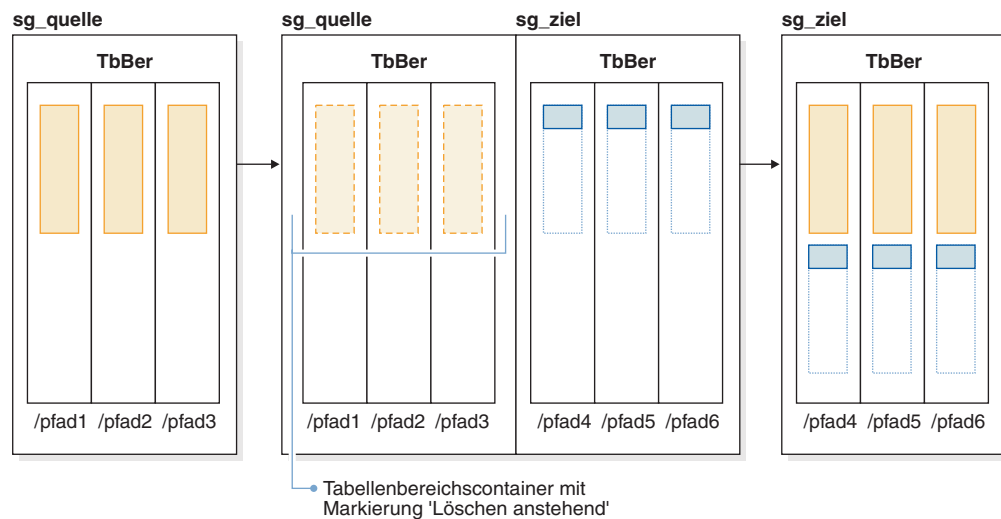 sg_quelle
sg_quelle
sg_ziel
sg_ziel
TbBer
TbBer
TbBer
TbBer
/pfad1 /pfad2 /pfad3
/pfad1 /pfad2 /pfad3
/pfad4 /pfad5 /pfad6
/pfad4 /pfad5 /pfad6
Tabellenbereichscontainer mit
Markierung 'Löschen anstehend'